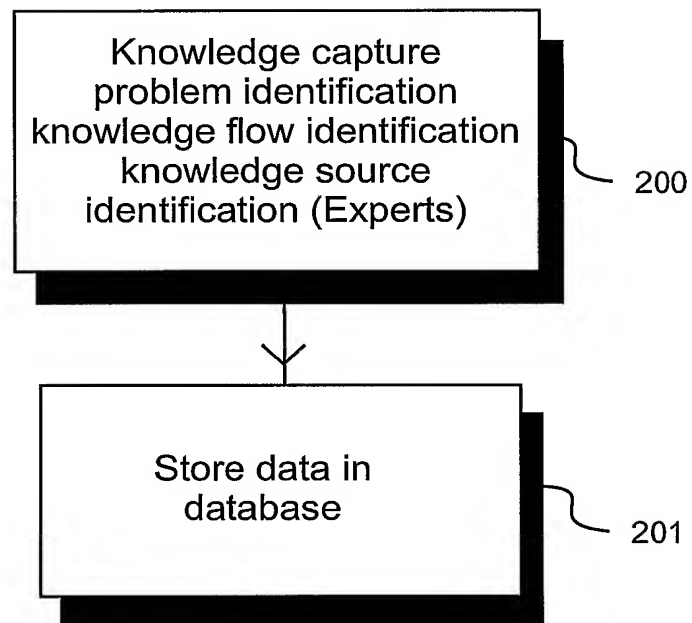 Knowledge capture
problem identification
knowledge flow identification
knowledge source
identification (Experts)
200
Store data in
database
201